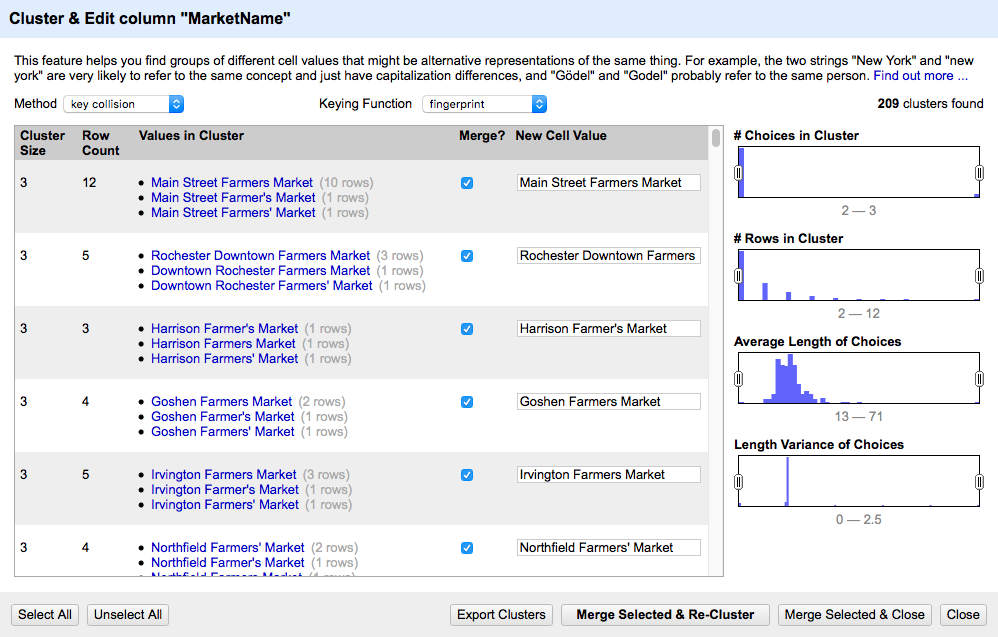 Cluster & Edit column "MarketName"
This feature helps you find groups of different cell values that might be alternative representations of the same thing. For example, the two strings "New York" and "new
york" are very likely to refer to the same concept and just have capitalization differences, and "Gödel" and "Godel" probably refer to the same person. Find out more ...
Method key collision Keying Function fingerprint 209 clusters found
Cluster Size Row Count Values in Cluster Merge? New Cell Value
3 12 • Main Street Farmers Market (10 rows) Main Street Farmers Market
• Main Street Farmer's Market (1 rows)
• Main Street Farmers' Market (1 rows)
3 5 • Rochester Downtown Farmers Market (3 rows) Rochester Downtown Farmers
• Downtown Rochester Farmers Market (1 rows)
• Downtown Rochester Farmers' Market (1 rows)
3 3 • Harrison Farmer's Market (1 rows) Harrison Farmer's Market
• Harrison Farmers Market (1 rows)
• Harrison Farmers' Market (1 rows)
3 4 • Goshen Farmers Market (2 rows) Goshen Farmers Market
• Goshen Farmer's Market (1 rows)
• Goshen Farmers' Market (1 rows)
3 5 • Irvington Farmers Market (3 rows) Irvington Farmers Market
• Irvington Farmer's Market (1 rows)
• Irvington Farmers' Market (1 rows)
3 4 • Northfield Farmers' Market (2 rows) Northfield Farmers' Market
• Northfield Farmer's Market (1 rows)
# Choices in Cluster
2 — 3
# Rows in Cluster
2 — 12
Average Length of Choices
13 — 71
Length Variance of Choices
0 — 2.5
Select All Unselect All Export Clusters Merge Selected & Re-Cluster Merge Selected & Close Close